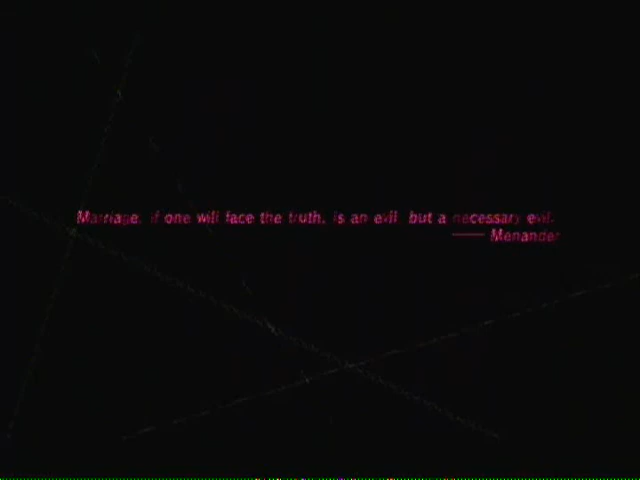 Marriage, if one will face the truth, is an evil, but a necessary evil.
—— Menander